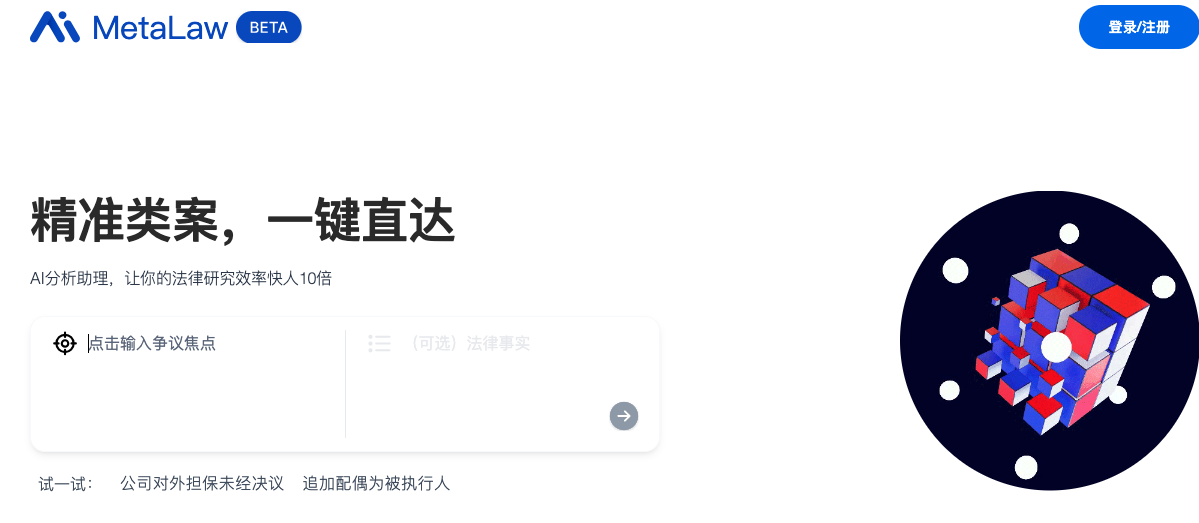 MetaLaw BETA
登录/注册
精准类案，一键直达
AI分析助理，让你的法律研究效率快人10倍
点击输入争议焦点
（可选）法律事实
试一试： 公司对外担保未经决议 追加配偶为被执行人